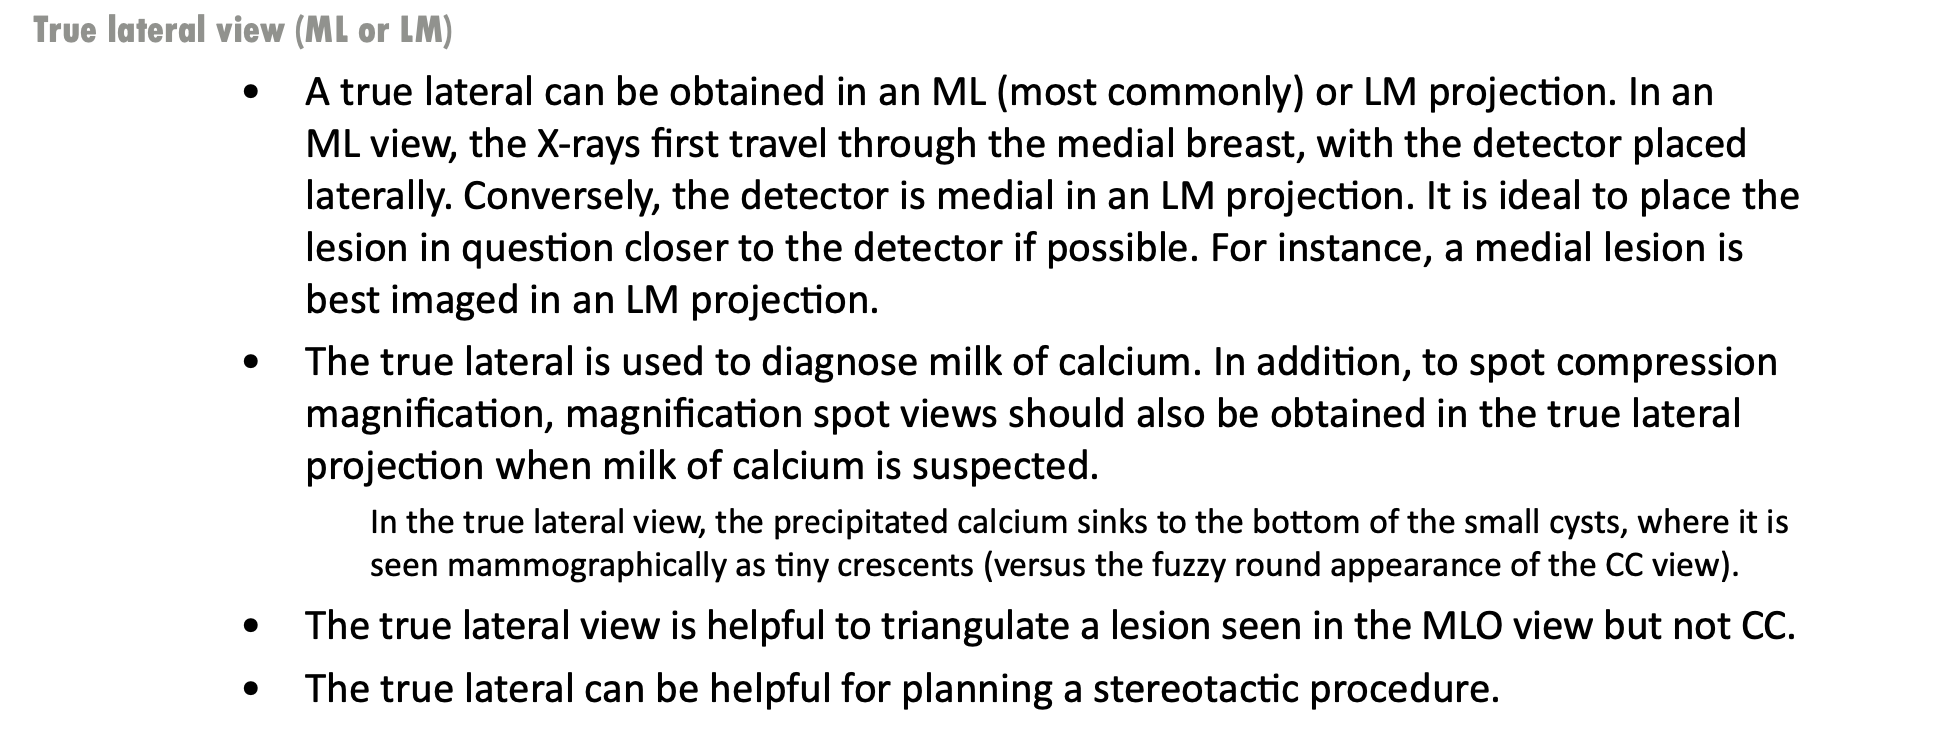 True lateral view (ML or LM)
• A true lateral can be obtained in an ML (most commonly) or LM projection. In an
ML view, the X-rays first travel through the medial breast, with the detector placed
laterally. Conversely, the detector is medial in an LM projection. It is ideal to place the
lesion in question closer to the detector if possible. For instance, a medial lesion is
best imaged in an LM projection.
• The true lateral is used to diagnose milk of calcium. In addition, to spot compression
magnification, magnification spot views should also be obtained in the true lateral
projection when milk of calcium is suspected.
In the true lateral view, the precipitated calcium sinks to the bottom of the small cysts, where it is
seen mammographically as tiny crescents (versus the fuzzy round appearance of the CC view).
• The true lateral view is helpful to triangulate a lesion seen in the MLO view but not CC.
• The true lateral can be helpful for planning a stereotactic procedure.